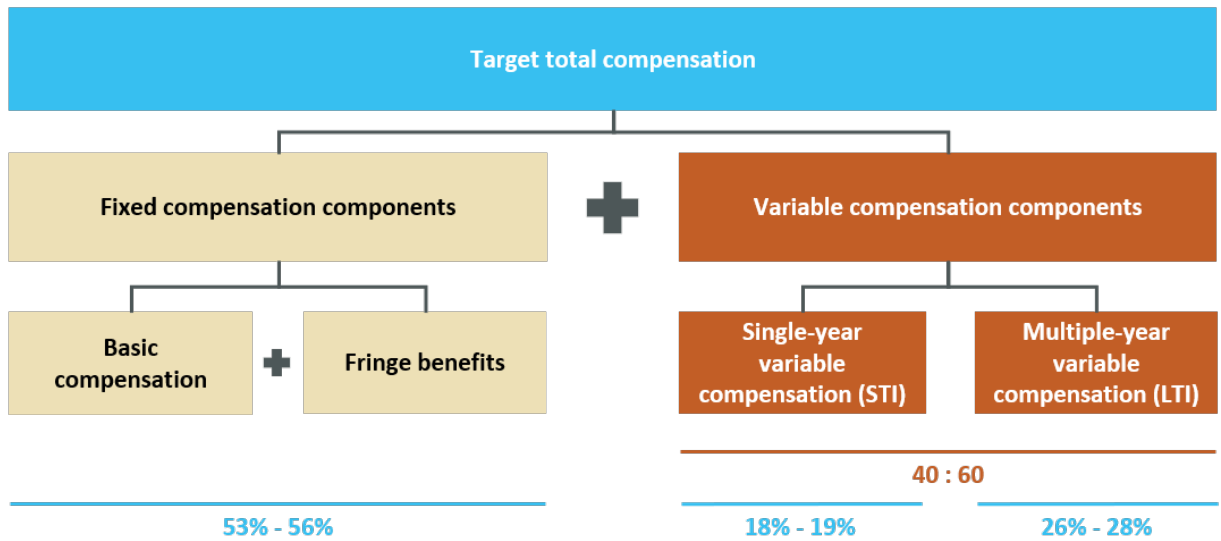 Target total compensation
Fixed compensation components
Variable compensation components
Basic
compensation
Fringe benefits
Single-year
variable
compensation (STI)
Multiple-year
variable
compensation (LTI)
40 : 60
53% - 56%
18% - 19%
26% - 28%